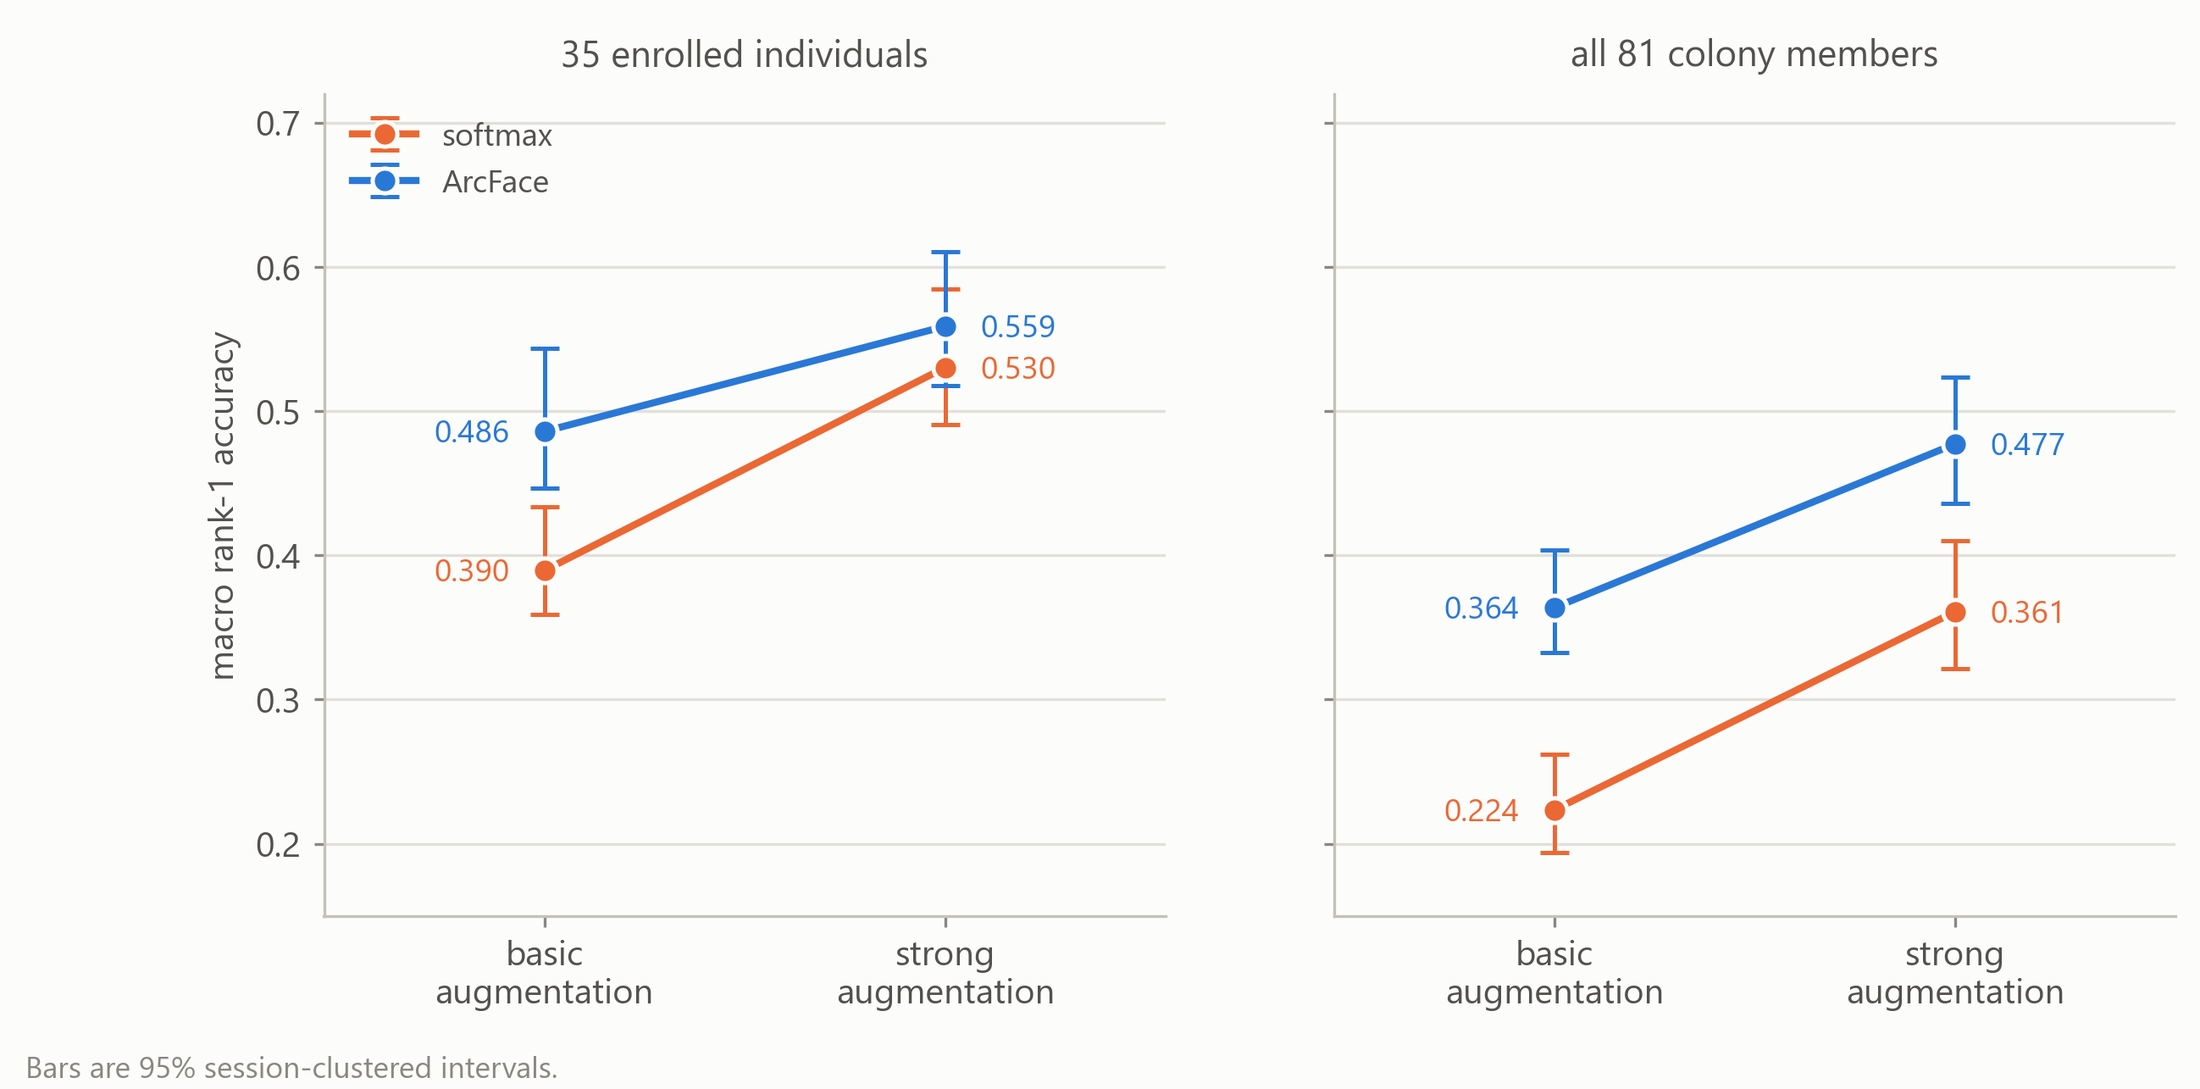 35 enrolled individuals
all 81 colony members
macro rank-1 accuracy
0.7
0.6
0.5
0.4
0.3
0.2
softmax
ArcFace
0.486
0.390
0.559
0.530
0.364
0.224
0.477
0.361
basic
augmentation
strong
augmentation
basic
augmentation
strong
augmentation
Bars are 95% session-clustered intervals.